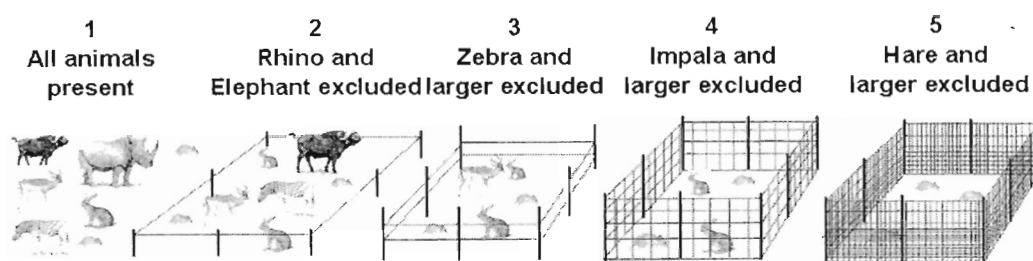 1
All animals
present
2
Rhino and
Elephant excluded
3
Zebra and
larger excluded
4
Impala and
larger excluded
5
Hare and
larger excluded